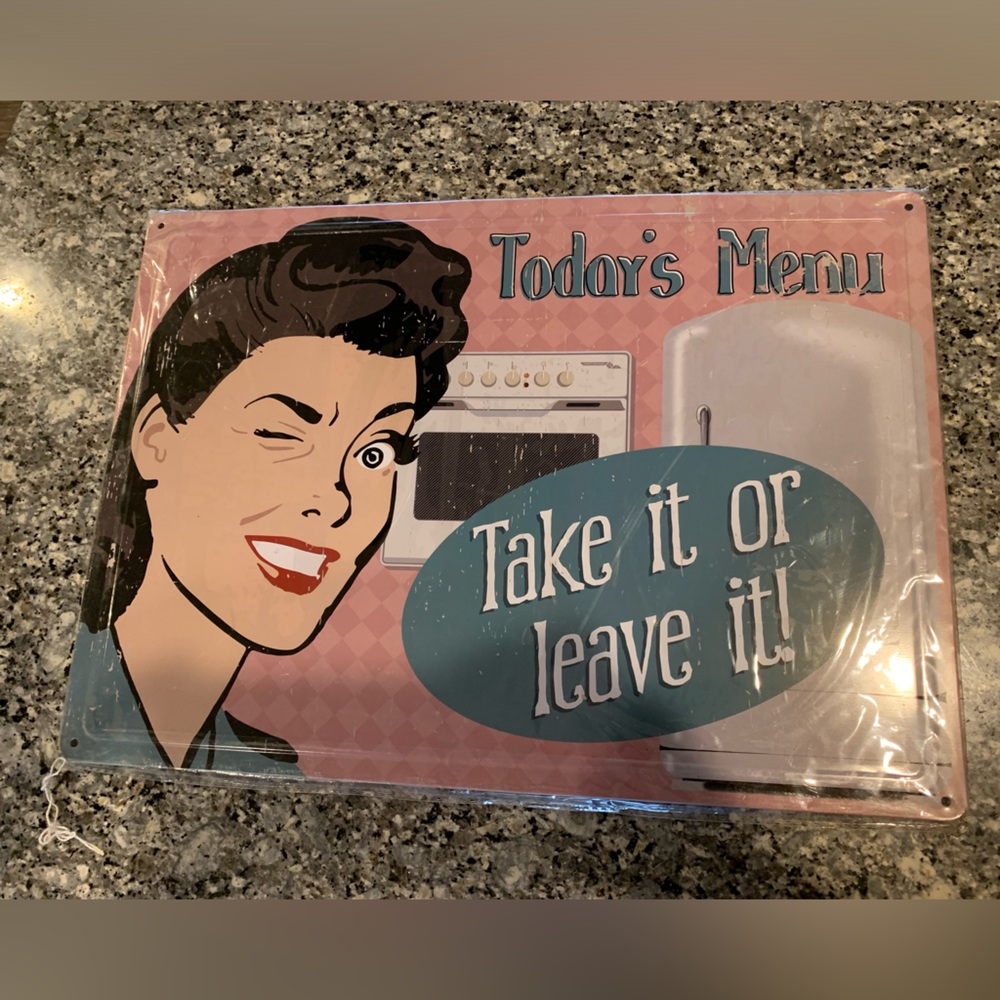 Today's Menu
Take it or
leave it!